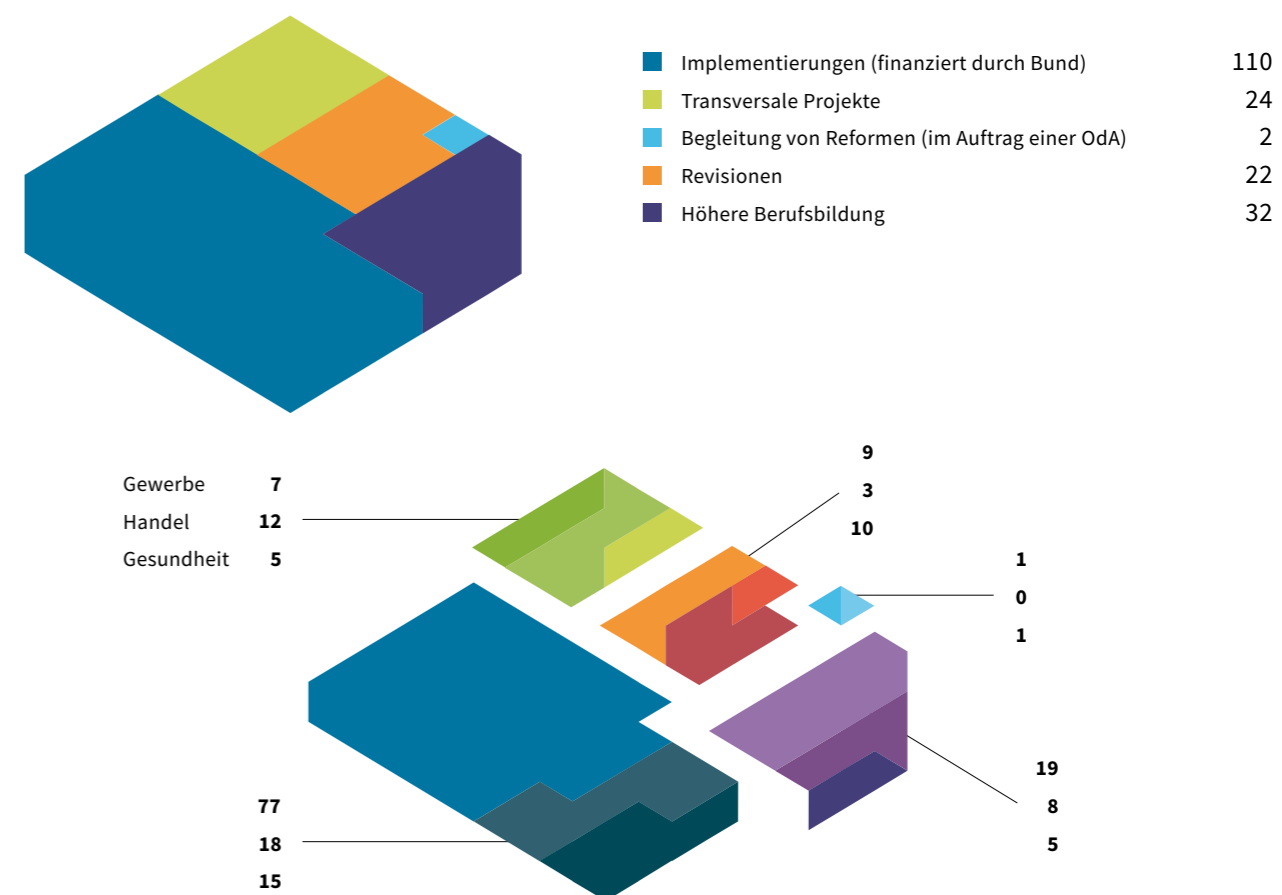 Implementierungen (finanziert durch Bund) 110
Transversale Projekte 24
Begleitung von Reformen (im Auftrag einer OdA) 2
Revisionen 22
Höhere Berufsbildung 32
Gewerbe 7
Handel 12
Gesundheit 5
9
3
10
1
0
1
19
8
5
77
18
15